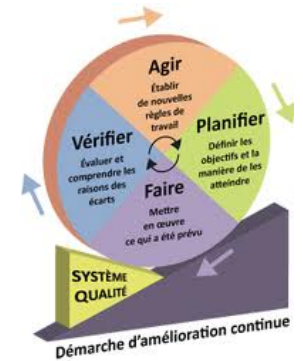 Agir
Établir
de nouvelles
règles de
travail
Planifier
Définir les
objectifs et la
manière de les
atteindre
Faire
Mettre
en œuvre
ce qui a été prévu
Vérifier
Évaluer et
comprendre les
raisons des
écarts
SYSTÈME
QUALITÉ
Démarche d'amélioration continue